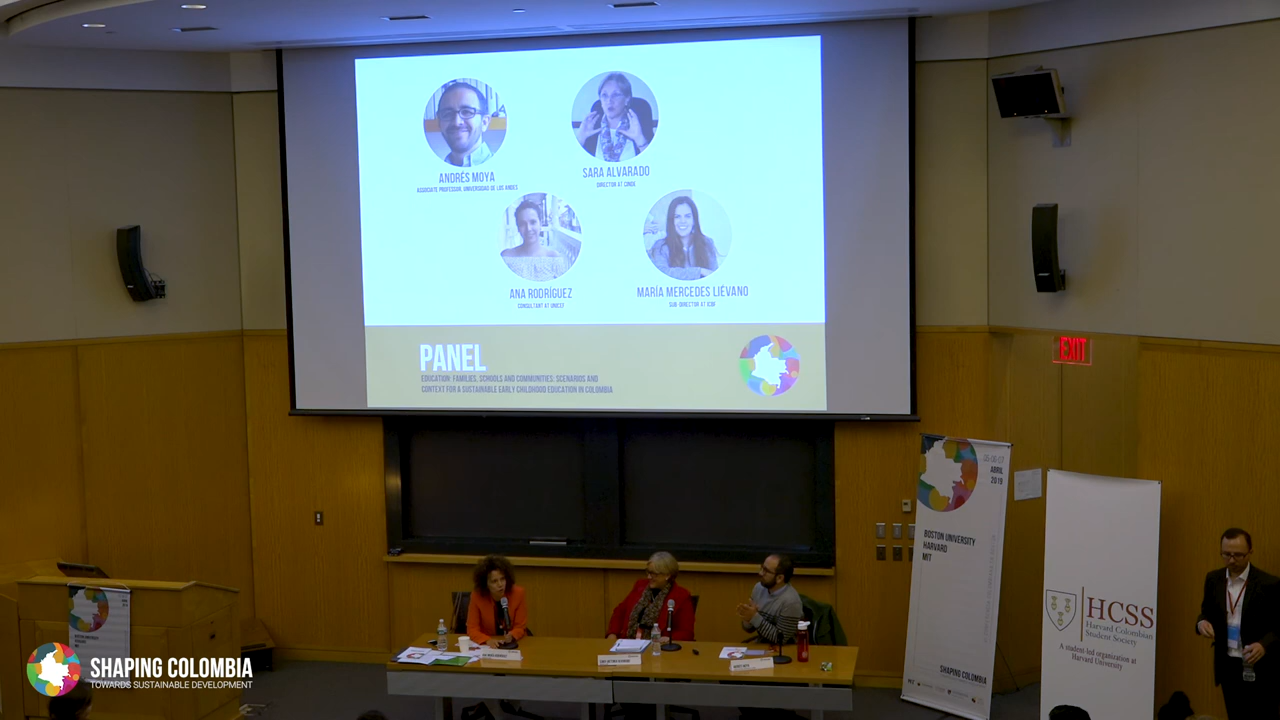 ANDRÉS MOYA
ASSOCIATE PROFESSOR, UNIVERSIDAD DE LOS ANDES
SARA ALVARADO
DIRECTOR AT CINDE
ANA RODRÍGUEZ
CONSULTANT AT UNICEF
MARÍA MERCEDES LIÉVANO
SUB-DIRECTOR AT ICBF
PANEL
EDUCATION: FAMILIES, SCHOOLS AND COMMUNITIES: SCENARIOS AND
CONTEXT FOR A SUSTAINABLE EARLY CHILDHOOD EDUCATION IN COLOMBIA
EXIT
05-06-07
ABRIL
2019
BOSTON UNIVERSITY
HARVARD
MIT
SHAPING COLOMBIA
HCSS
Harvard Colombian
Student Society
A student-led organization at
Harvard University
SHAPING COLOMBIA
TOWARDS SUSTAINABLE DEVELOPMENT